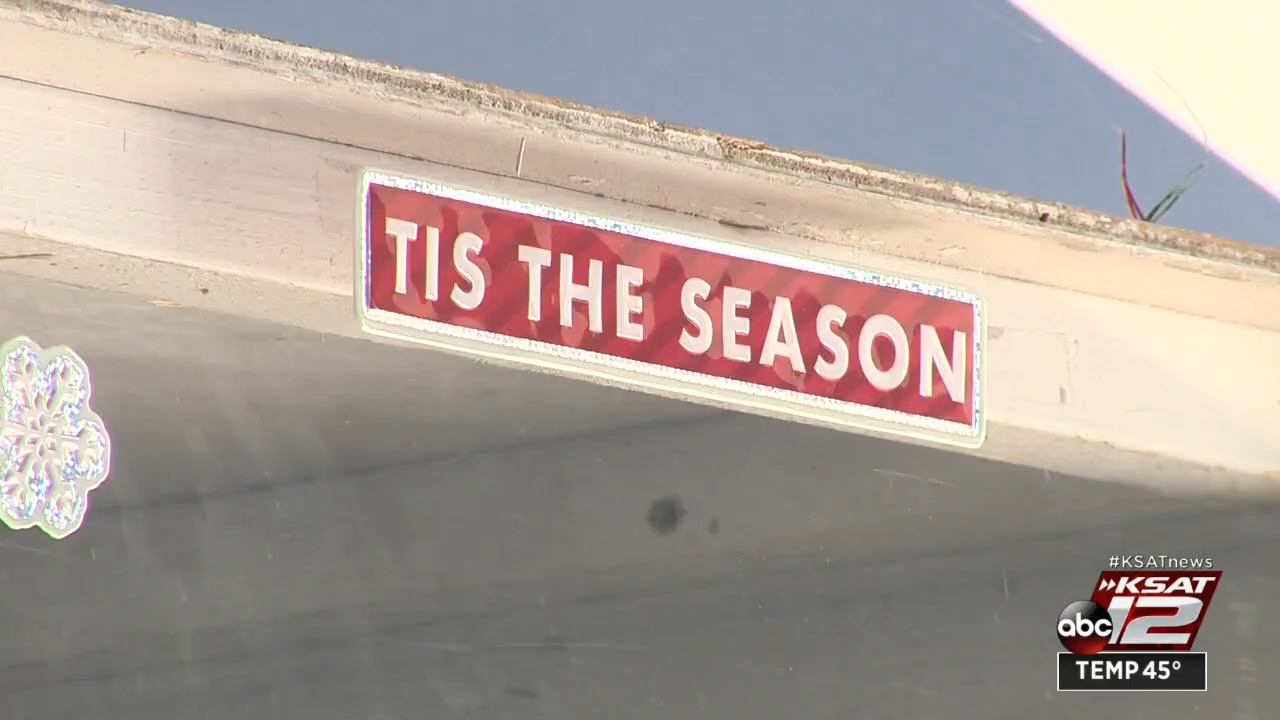 TIS THE SEASON
#KSATnews
KSAT
abc 12
TEMP 45°